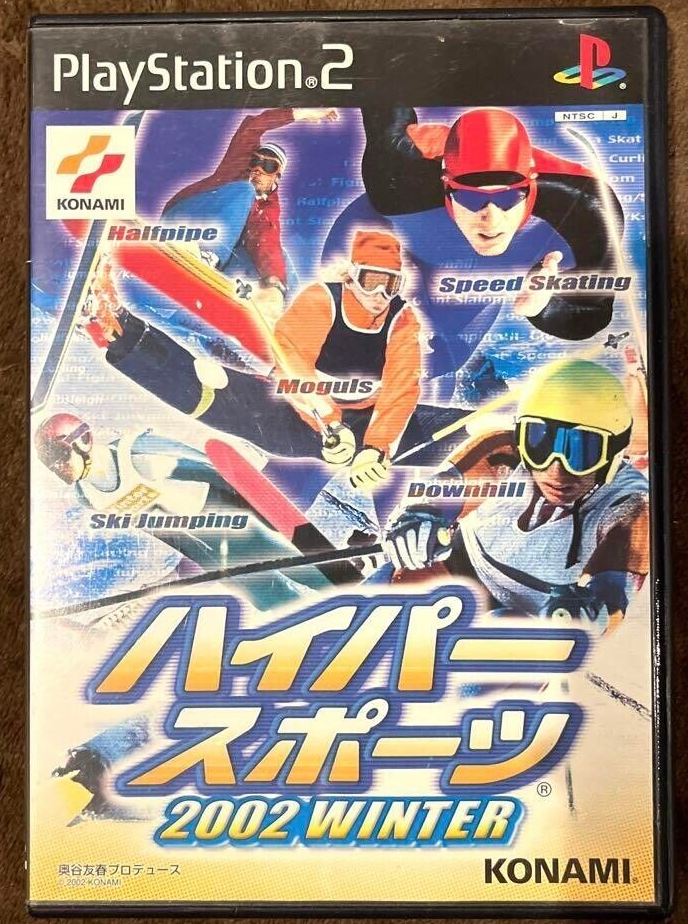 PlayStation®2
NTSC J
KONAMI
Halfpipe
Speed Skating
Moguls
Downhill
Ski Jumping
ハイパー
スポーツ®
2002 WINTER
奥谷友春プロデュース
©2002 KONAMI
KONAMI®